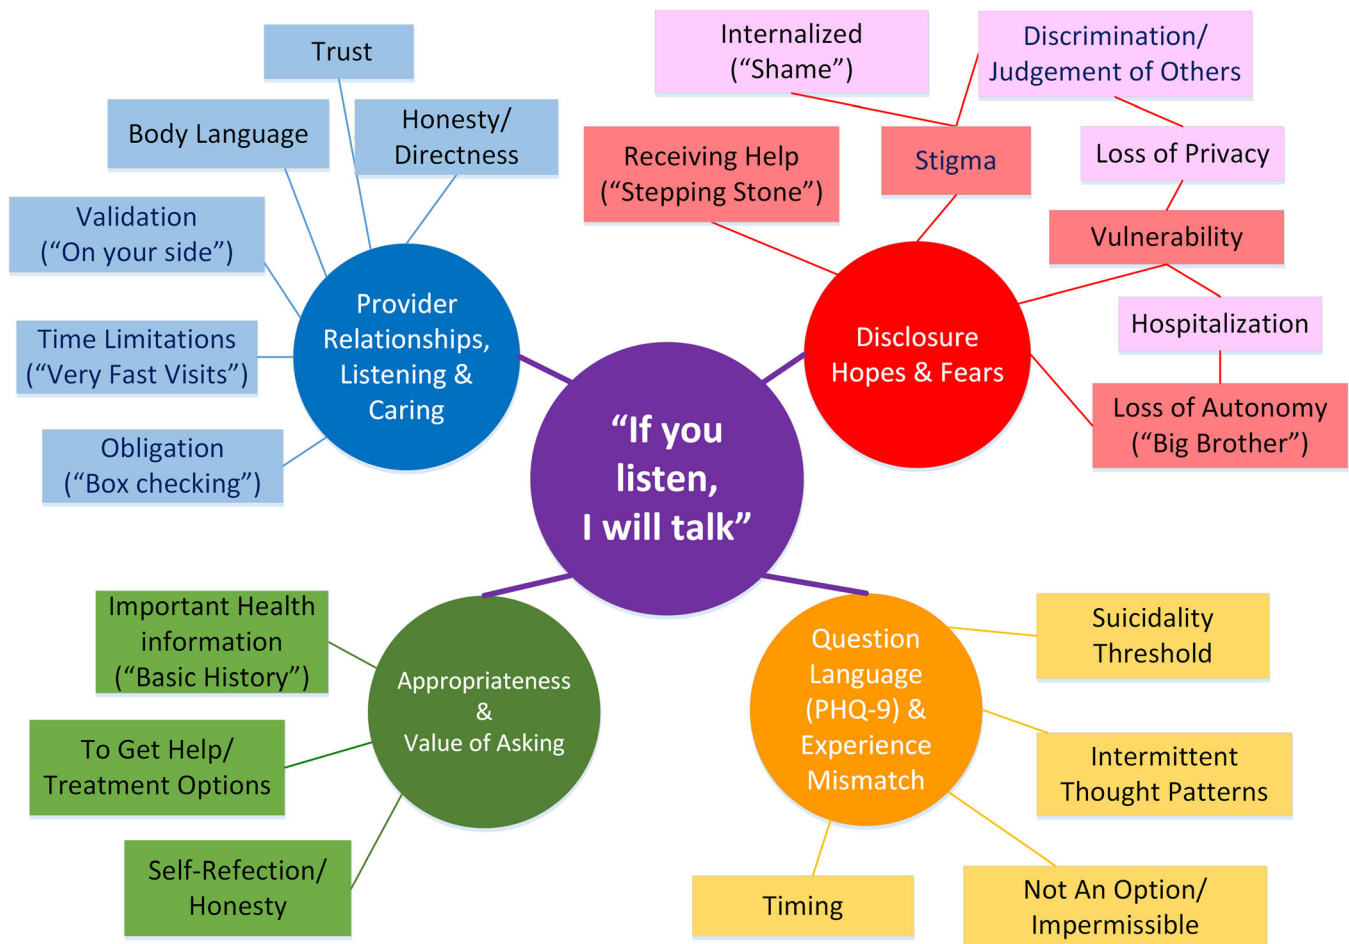 Trust
Body Language
Honesty/
Directness
Validation
(“On your side”)
Time Limitations
(“Very Fast Visits”)
Obligation
(“Box checking”)
Provider
Relationships,
Listening &
Caring
Internalized
(“Shame”)
Discrimination/
Judgement of Others
Receiving Help
(“Stepping Stone”)
Stigma
Loss of Privacy
Vulnerability
Hospitalization
Loss of Autonomy
(“Big Brother”)
Disclosure
Hopes & Fears
“If you
listen,
I will talk”
Important Health
information
(“Basic History”)
To Get Help/
Treatment Options
Self-Refection/
Honesty
Appropriateness
&
Value of Asking
Question
Language
(PHQ-9) &
Experience
Mismatch
Suicidality
Threshold
Intermittent
Thought Patterns
Not An Option/
Impermissible
Timing